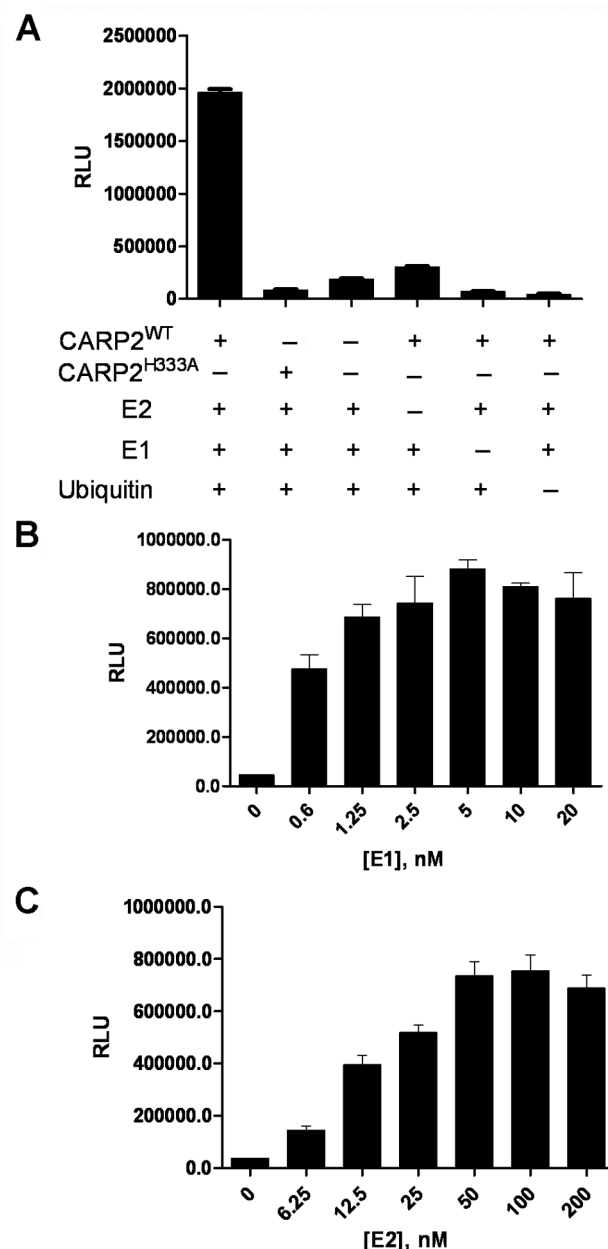 A
2500000
2000000
1500000
1000000
500000
0
RLU
CARP2WT + – – + + +
CARP2H333A – + – – – –
E2 + + + – + +
E1 + + + + – +
Ubiquitin + + + + + –
B
1000000.0
800000.0
600000.0
400000.0
200000.0
0.0
RLU
0 0.6 1.25 2.5 5 10 20
[E1], nM
C
1000000.0
800000.0
600000.0
400000.0
200000.0
0.0
RLU
0 6.25 12.5 25 50 100 200
[E2], nM